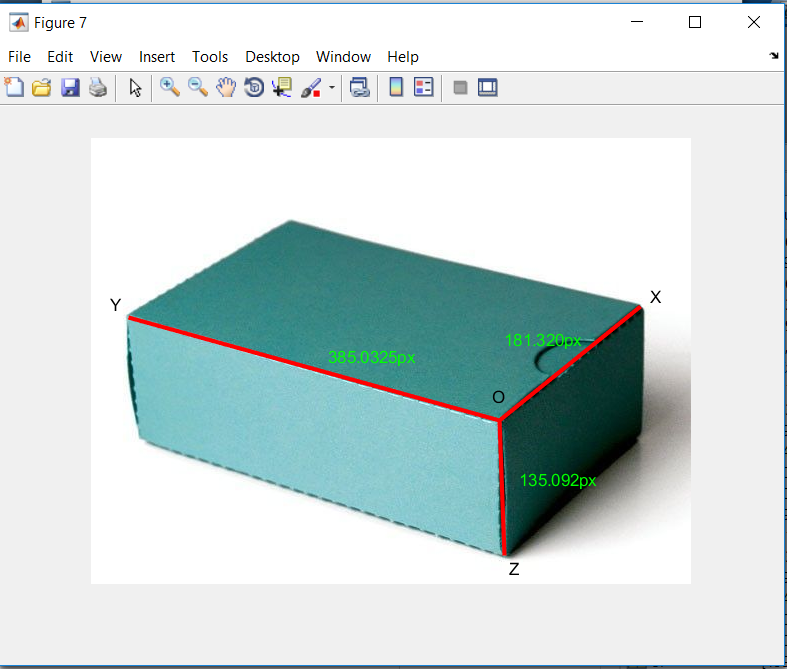 Figure 7
File Edit View Insert Tools Desktop Window Help
Y
X
181.320px
385.0325px
O
135.092px
Z